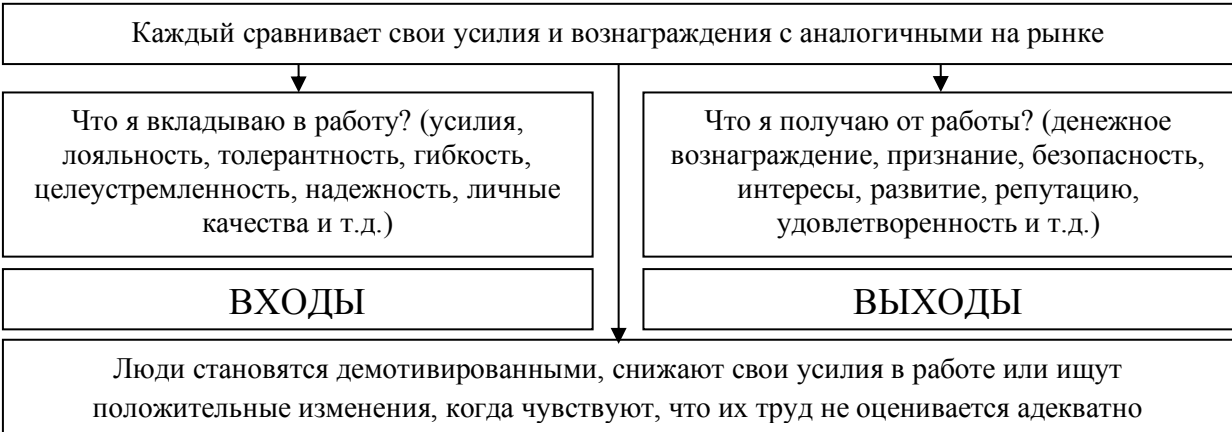 Каждый сравнивает свои усилия и вознаграждения с аналогичными на рынке
Что я вкладываю в работу? (усилия,
лояльность, толерантность, гибкость,
целеустремленность, надежность, личные
качества и т.д.)
Что я получаю от работы? (денежное
вознаграждение, признание, безопасность,
интересы, развитие, репутацию,
удовлетворенность и т.д.)
ВХОДЫ
ВЫХОДЫ
Люди становятся демотивированными, снижают свои усилия в работе или ищут
положительные изменения, когда чувствуют, что их труд не оценивается адекватно